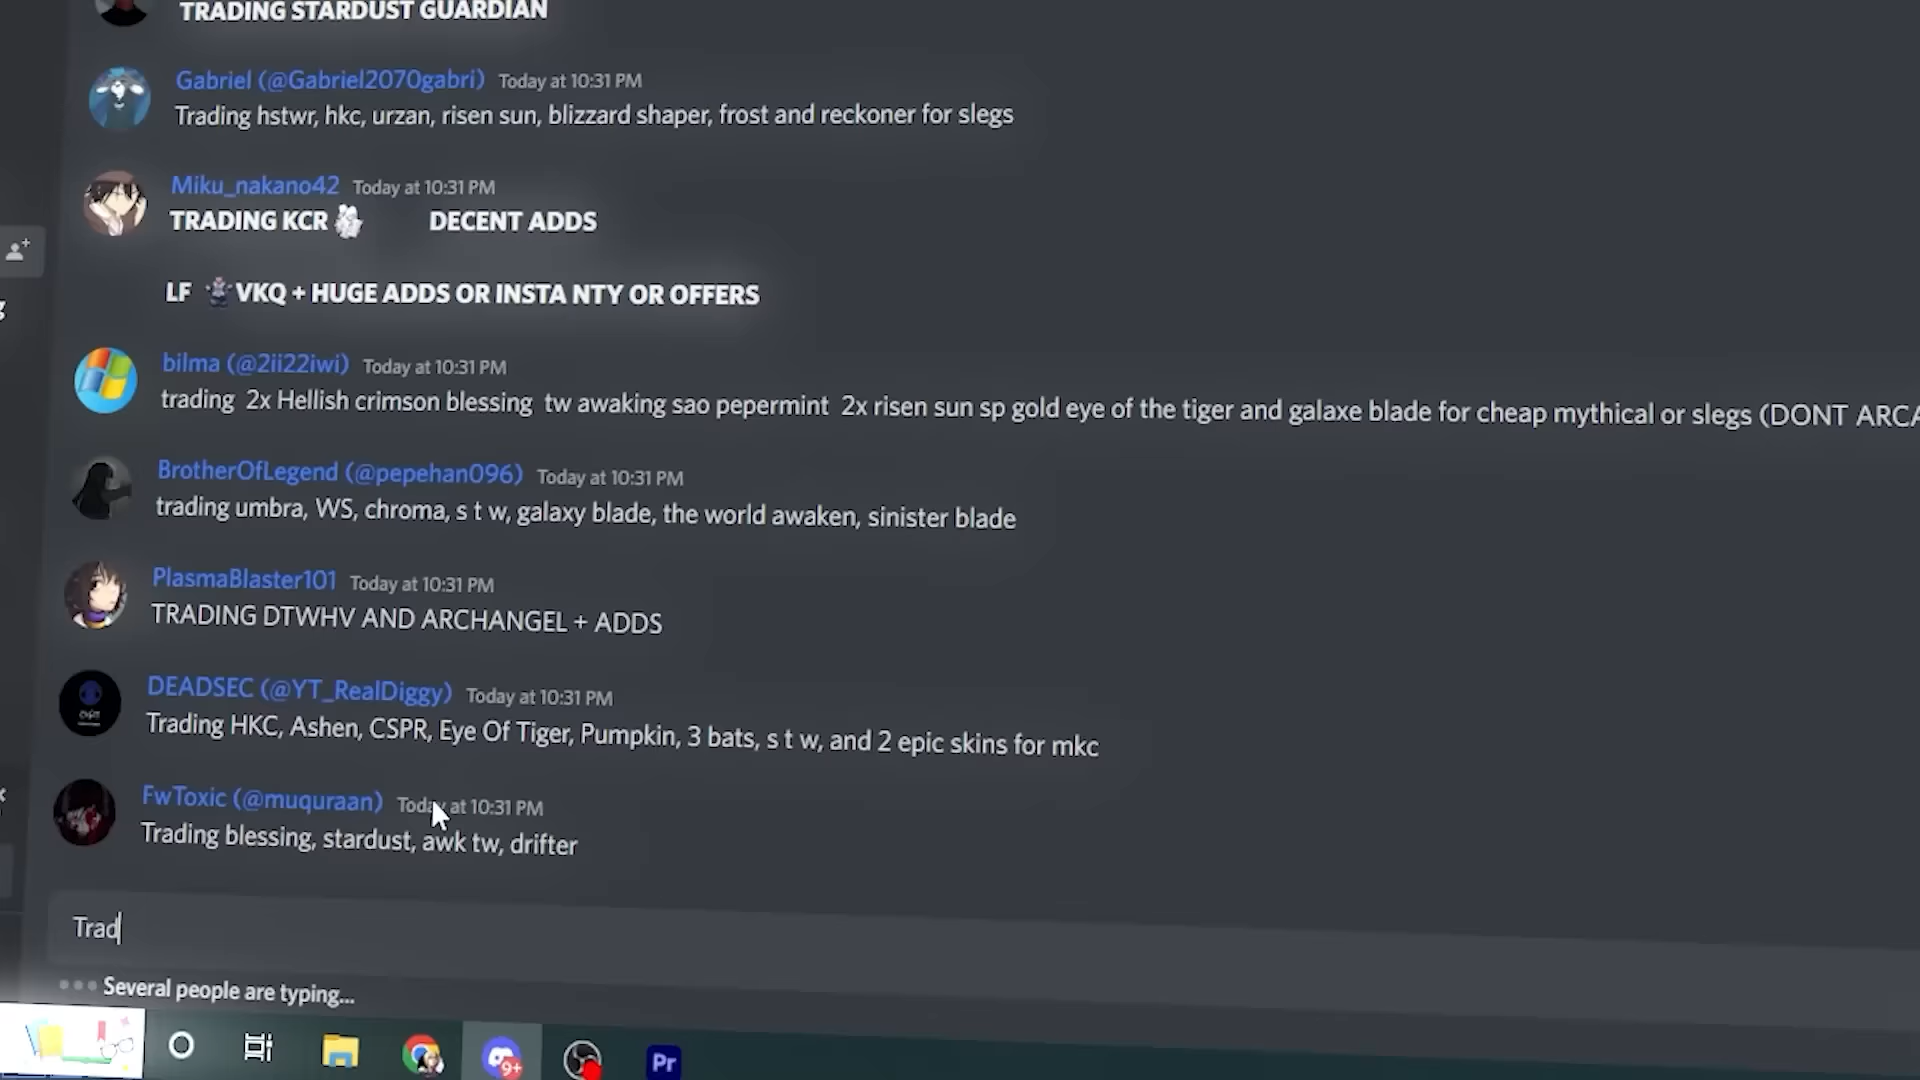 TRADING STARDUST GUARDIAN
Gabriel (@Gabriel2070gabri) Today at 10:31 PM
Trading hstwr, hkc, urzan, risen sun, blizzard shaper, frost and reckoner for slegs
Miku_nakano42 Today at 10:31 PM
TRADING KCR DECENT ADDS
LF VKQ + HUGE ADDS OR INSTA NTY OR OFFERS
bilma (@2ii22iwi) Today at 10:31 PM
trading 2x Hellish crimson blessing tw awaking sao pepermint 2x risen sun sp gold eye of the tiger and galaxe blade for cheap mythical or slegs (DONT ARCA
BrotherOfLegend (@pepehan096) Today at 10:31 PM
trading umbra, WS, chroma, s t w, galaxy blade, the world awaken, sinister blade
PlasmaBlaster101 Today at 10:31 PM
TRADING DTWHV AND ARCHANGEL + ADDS
DEADSEC (@YT_RealDiggy) Today at 10:31 PM
Trading HKC, Ashen, CSPR, Eye Of Tiger, Pumpkin, 3 bats, s t w, and 2 epic skins for mkc
FwToxic (@muquraan) Today at 10:31 PM
Trading blessing, stardust, awk tw, drifter
Trad
Several people are typing...
9+
Pr